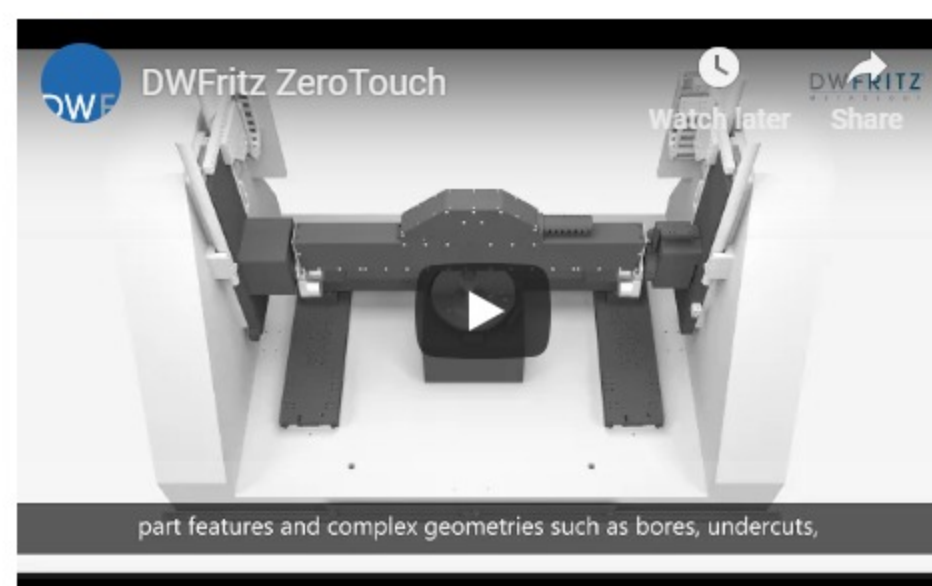 DWF
DWFritz ZeroTouch
DWFRITZ
Watch later
Share
part features and complex geometries such as bores, undercuts,